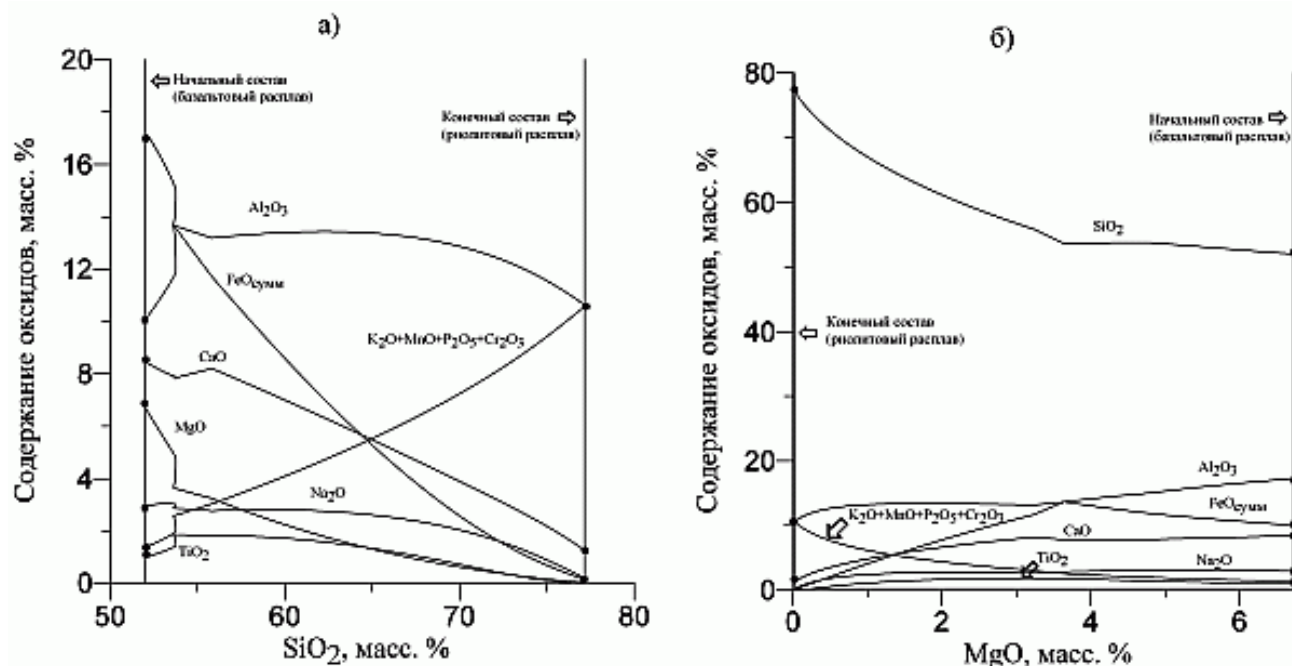 а)
20
16
12
8
4
0
50
60
70
80
Содержание оксидов, масс. %
SiO₂, масс. %
Начальный состав
(базальтового расплав)
Конечный состав
(риолитовый расплав)
Al₂O₃
FeOсумм
K₂O+MnO+P₂O₅+Cr₂O₃
CaO
MgO
Na₂O
TiO₂
б)
80
60
40
20
0
0
2
4
6
Содержание оксидов, масс. %
MgO, масс. %
Начальный состав
(базальтового расплав)
SiO₂
Конечный состав
(риолитовый расплав)
Al₂O₃
FeOсумм
K₂O+MnO+P₂O₅+Cr₂O₃
CaO
TiO₂
Na₂O